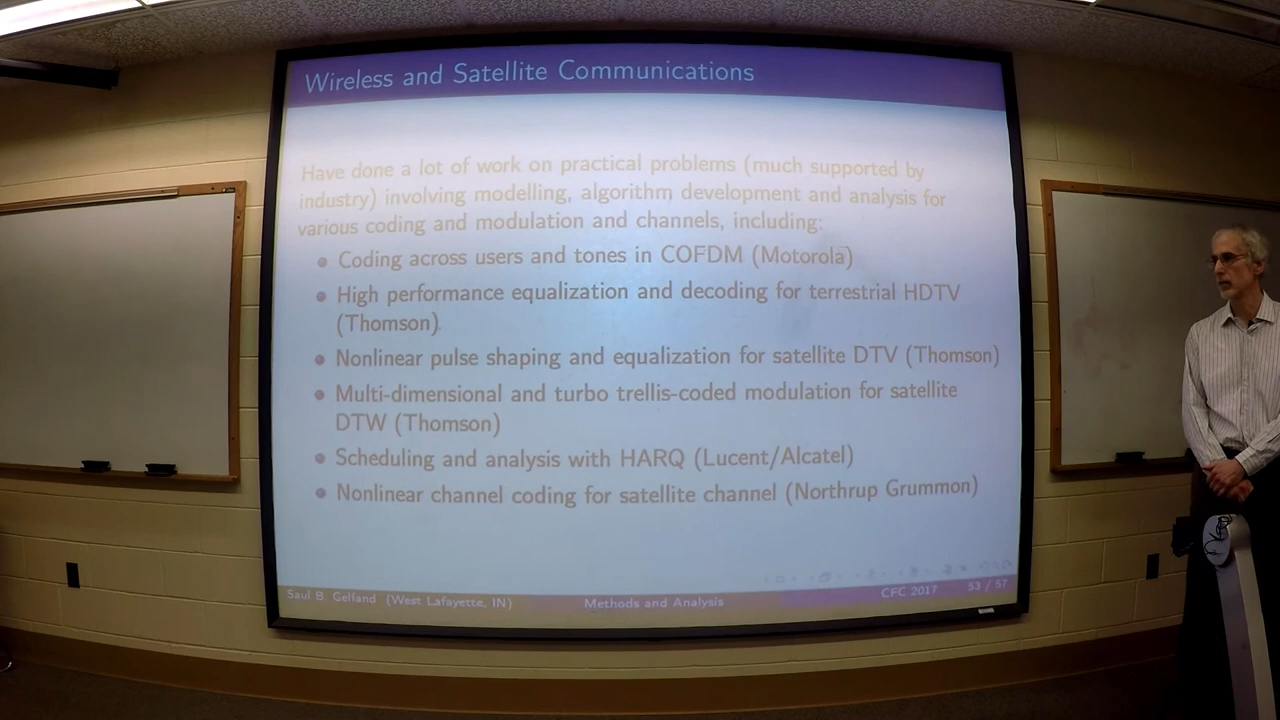 Wireless and Satellite Communications
Have done a lot of work on practical problems (much supported by
industry) involving modelling, algorithm development and analysis for
various coding and modulation and channels, including:
Coding across users and tones in COFDM (Motorola)
High performance equalization and decoding for terrestrial HDTV
(Thomson)
Nonlinear pulse shaping and equalization for satellite DTV (Thomson)
Multi-dimensional and turbo trellis-coded modulation for satellite
DTW (Thomson)
Scheduling and analysis with HARQ (Lucent/Alcatel)
Nonlinear channel coding for satellite channel (Northrup Grummon)
Saul B. Gelfand (West Lafayette, IN) Methods and Analysis CFC 2017 53 / 57